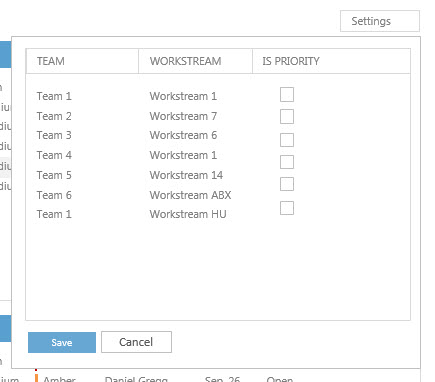 Settings
TEAM WORKSTREAM IS PRIORITY
Team 1 Workstream 1
Team 2 Workstream 7
Team 3 Workstream 6
Team 4 Workstream 1
Team 5 Workstream 14
Team 6 Workstream ABX
Team 1 Workstream HU
Save Cancel
Amber Daniel Gregg Sep, 26 Open